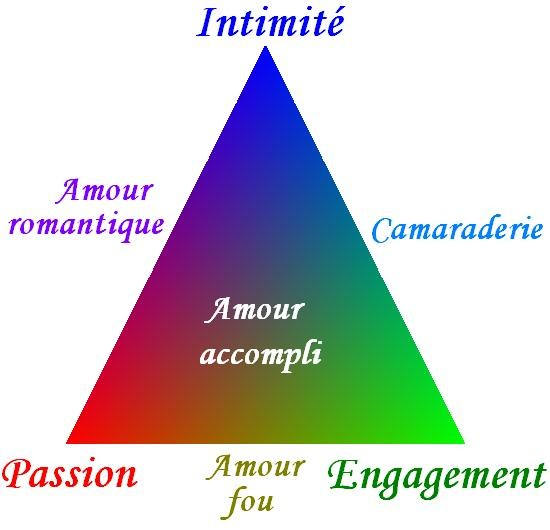 Intimité
Amour
romantique
Camaraderie
Amour
accompli
Passion
Amour
fou
Engagement